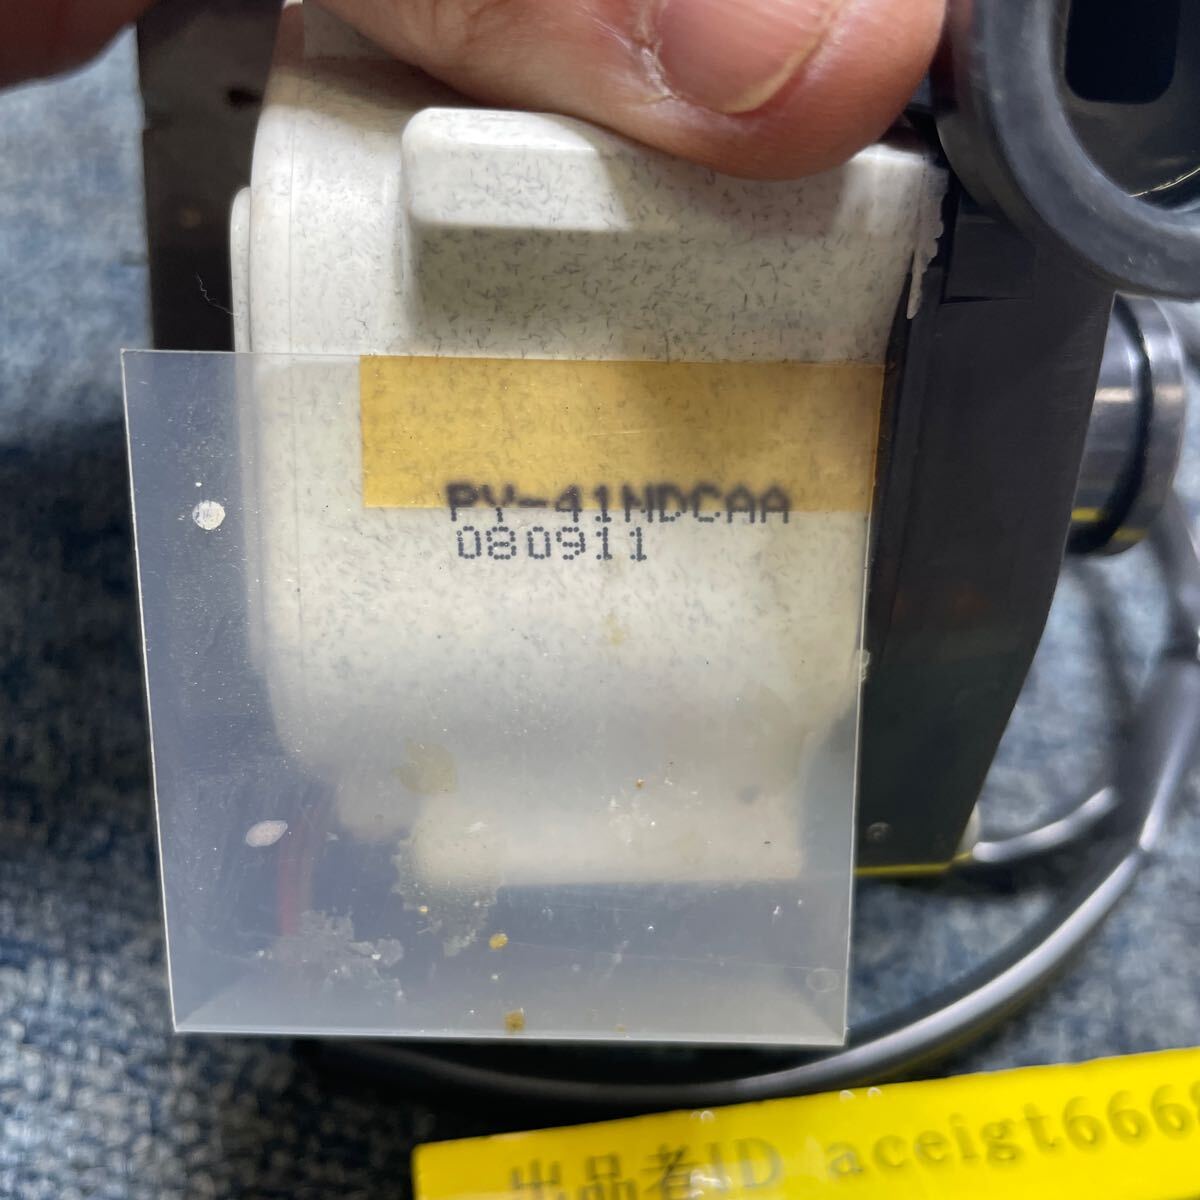 PY-41NDCAA
080911
出品者ID aceigt666